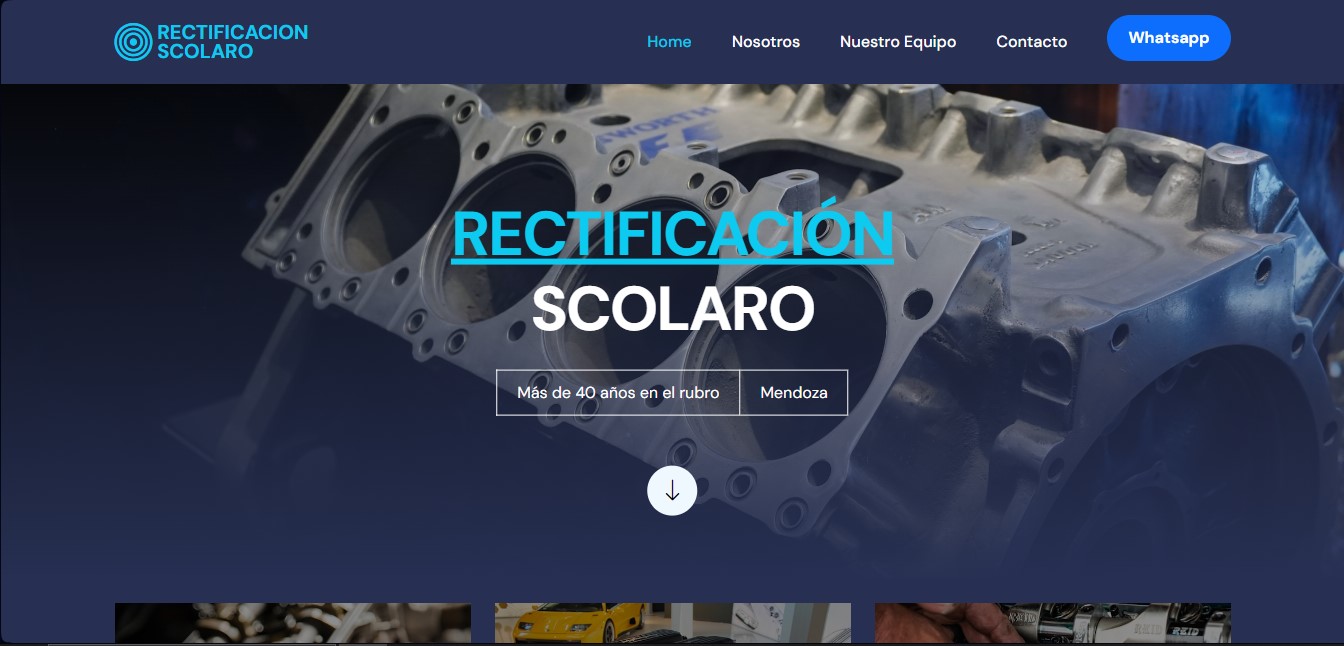 RECTIFICACION
SCOLARO
Home Nosotros Nuestro Equipo Contacto Whatsapp
RECTIFICACIÓN
SCOLARO
Más de 40 años en el rubro Mendoza